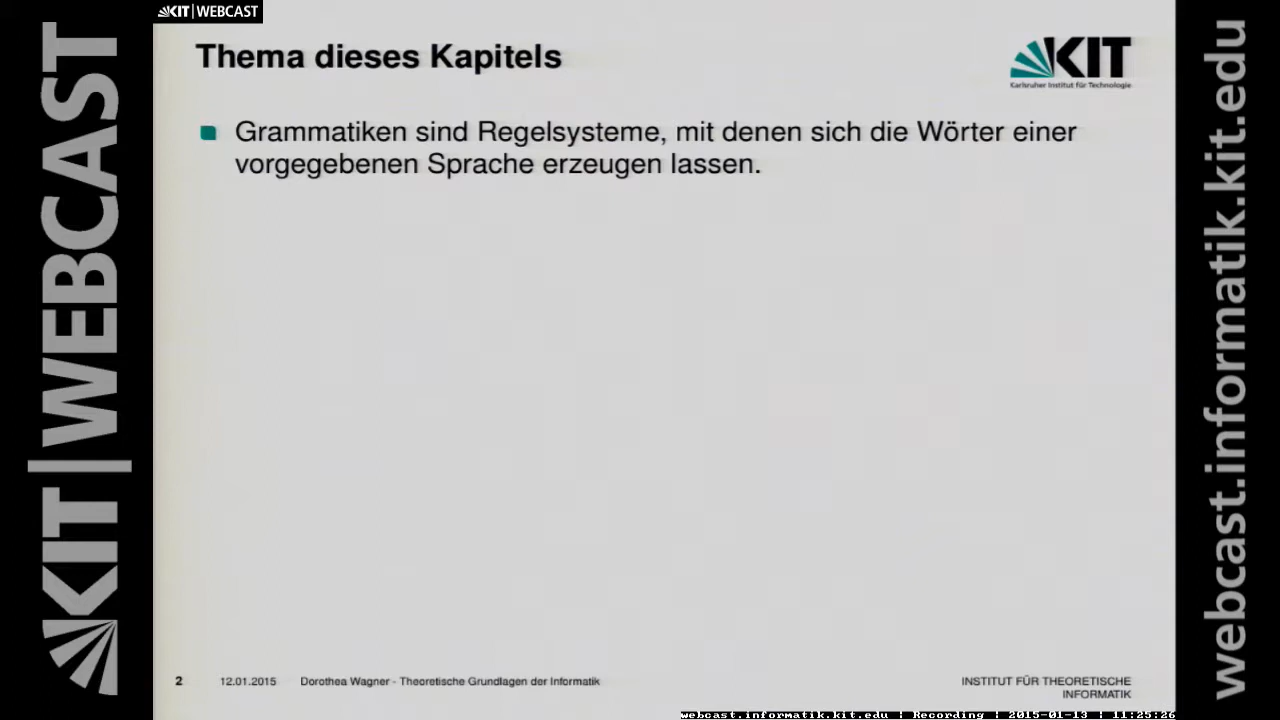 KIT | WEBCAST
Thema dieses Kapitels
KIT
Karlsruher Institut für Technologie
Grammatiken sind Regelsysteme, mit denen sich die Wörter einer
vorgegebenen Sprache erzeugen lassen.
2 12.01.2015 Dorothea Wagner - Theoretische Grundlagen der Informatik
INSTITUT FÜR THEORETISCHE
INFORMATIK
webcast.informatik.kit.edu | Recording | 2015-01-13 | 11:25:26
KIT | WEBCAST
webcast.informatik.kit.edu